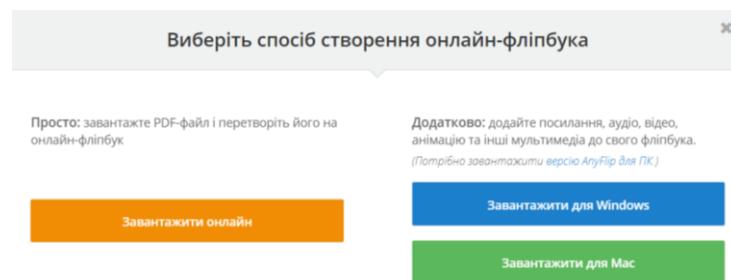 Виберіть спосіб створення онлайн-фліпбука
Просто: завантажте PDF-файл і перетворіть його на
онлайн-фліпбук
Завантажити онлайн
Додатково: додайте посилання, аудіо, відео,
анімацію та інші мультимедіа до свого фліпбука.
(Потрібно завантажити версію AnyFlip для ПК)
Завантажити для Windows
Завантажити для Mac